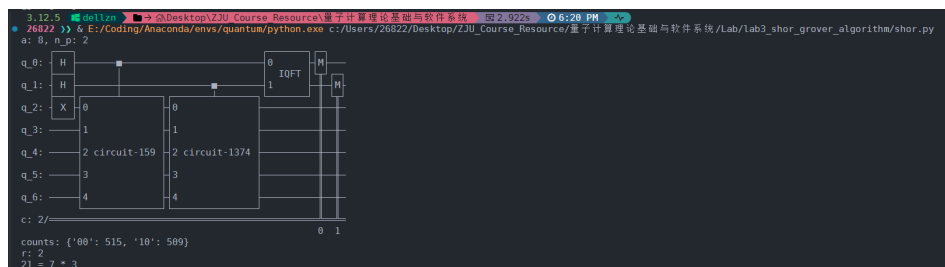 3.12.5 dellzn → @\Desktop\ZJU_Course_Resource\量子计算理论基础与软件系统 2.922s 6:20 PM
26822 ❯❯ & E:/Coding/Anaconda/envs/quantum/python.exe c:/Users/26822/Desktop/ZJU_Course_Resource/量子计算理论基础与软件系统/Lab/lab3_shor_grover_algorithm/shor.py
a: 8, n_p: 2
q_0: H 0 M
IQFT
q_1: H 1 M
q_2: X 0 0
q_3: 1 1
q_4: 2 circuit-159 2 circuit-1374
q_5: 3 3
q_6: 4 4
c: 2/
0 1
counts: {'00': 515, '10': 509}
r: 2
21 = 7 * 3